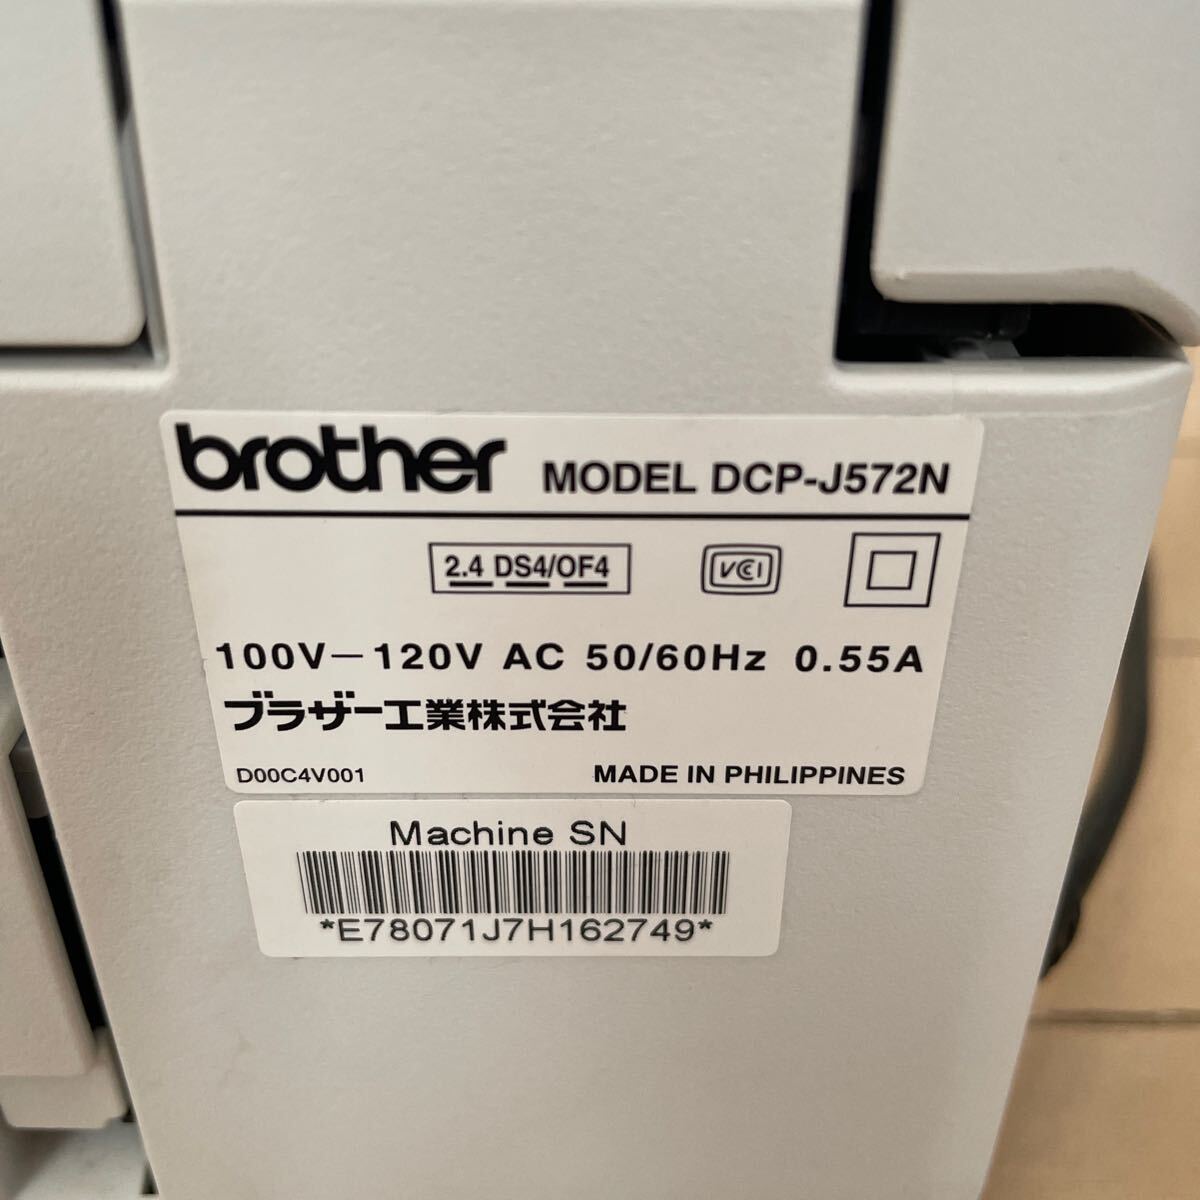 brother MODEL DCP-J572N
2.4 DS4/OF4 VCCI
100V—120V AC 50/60Hz 0.55A
ブラザー工業株式会社
D00C4V001 MADE IN PHILIPPINES
Machine SN
*E78071J7H162749*